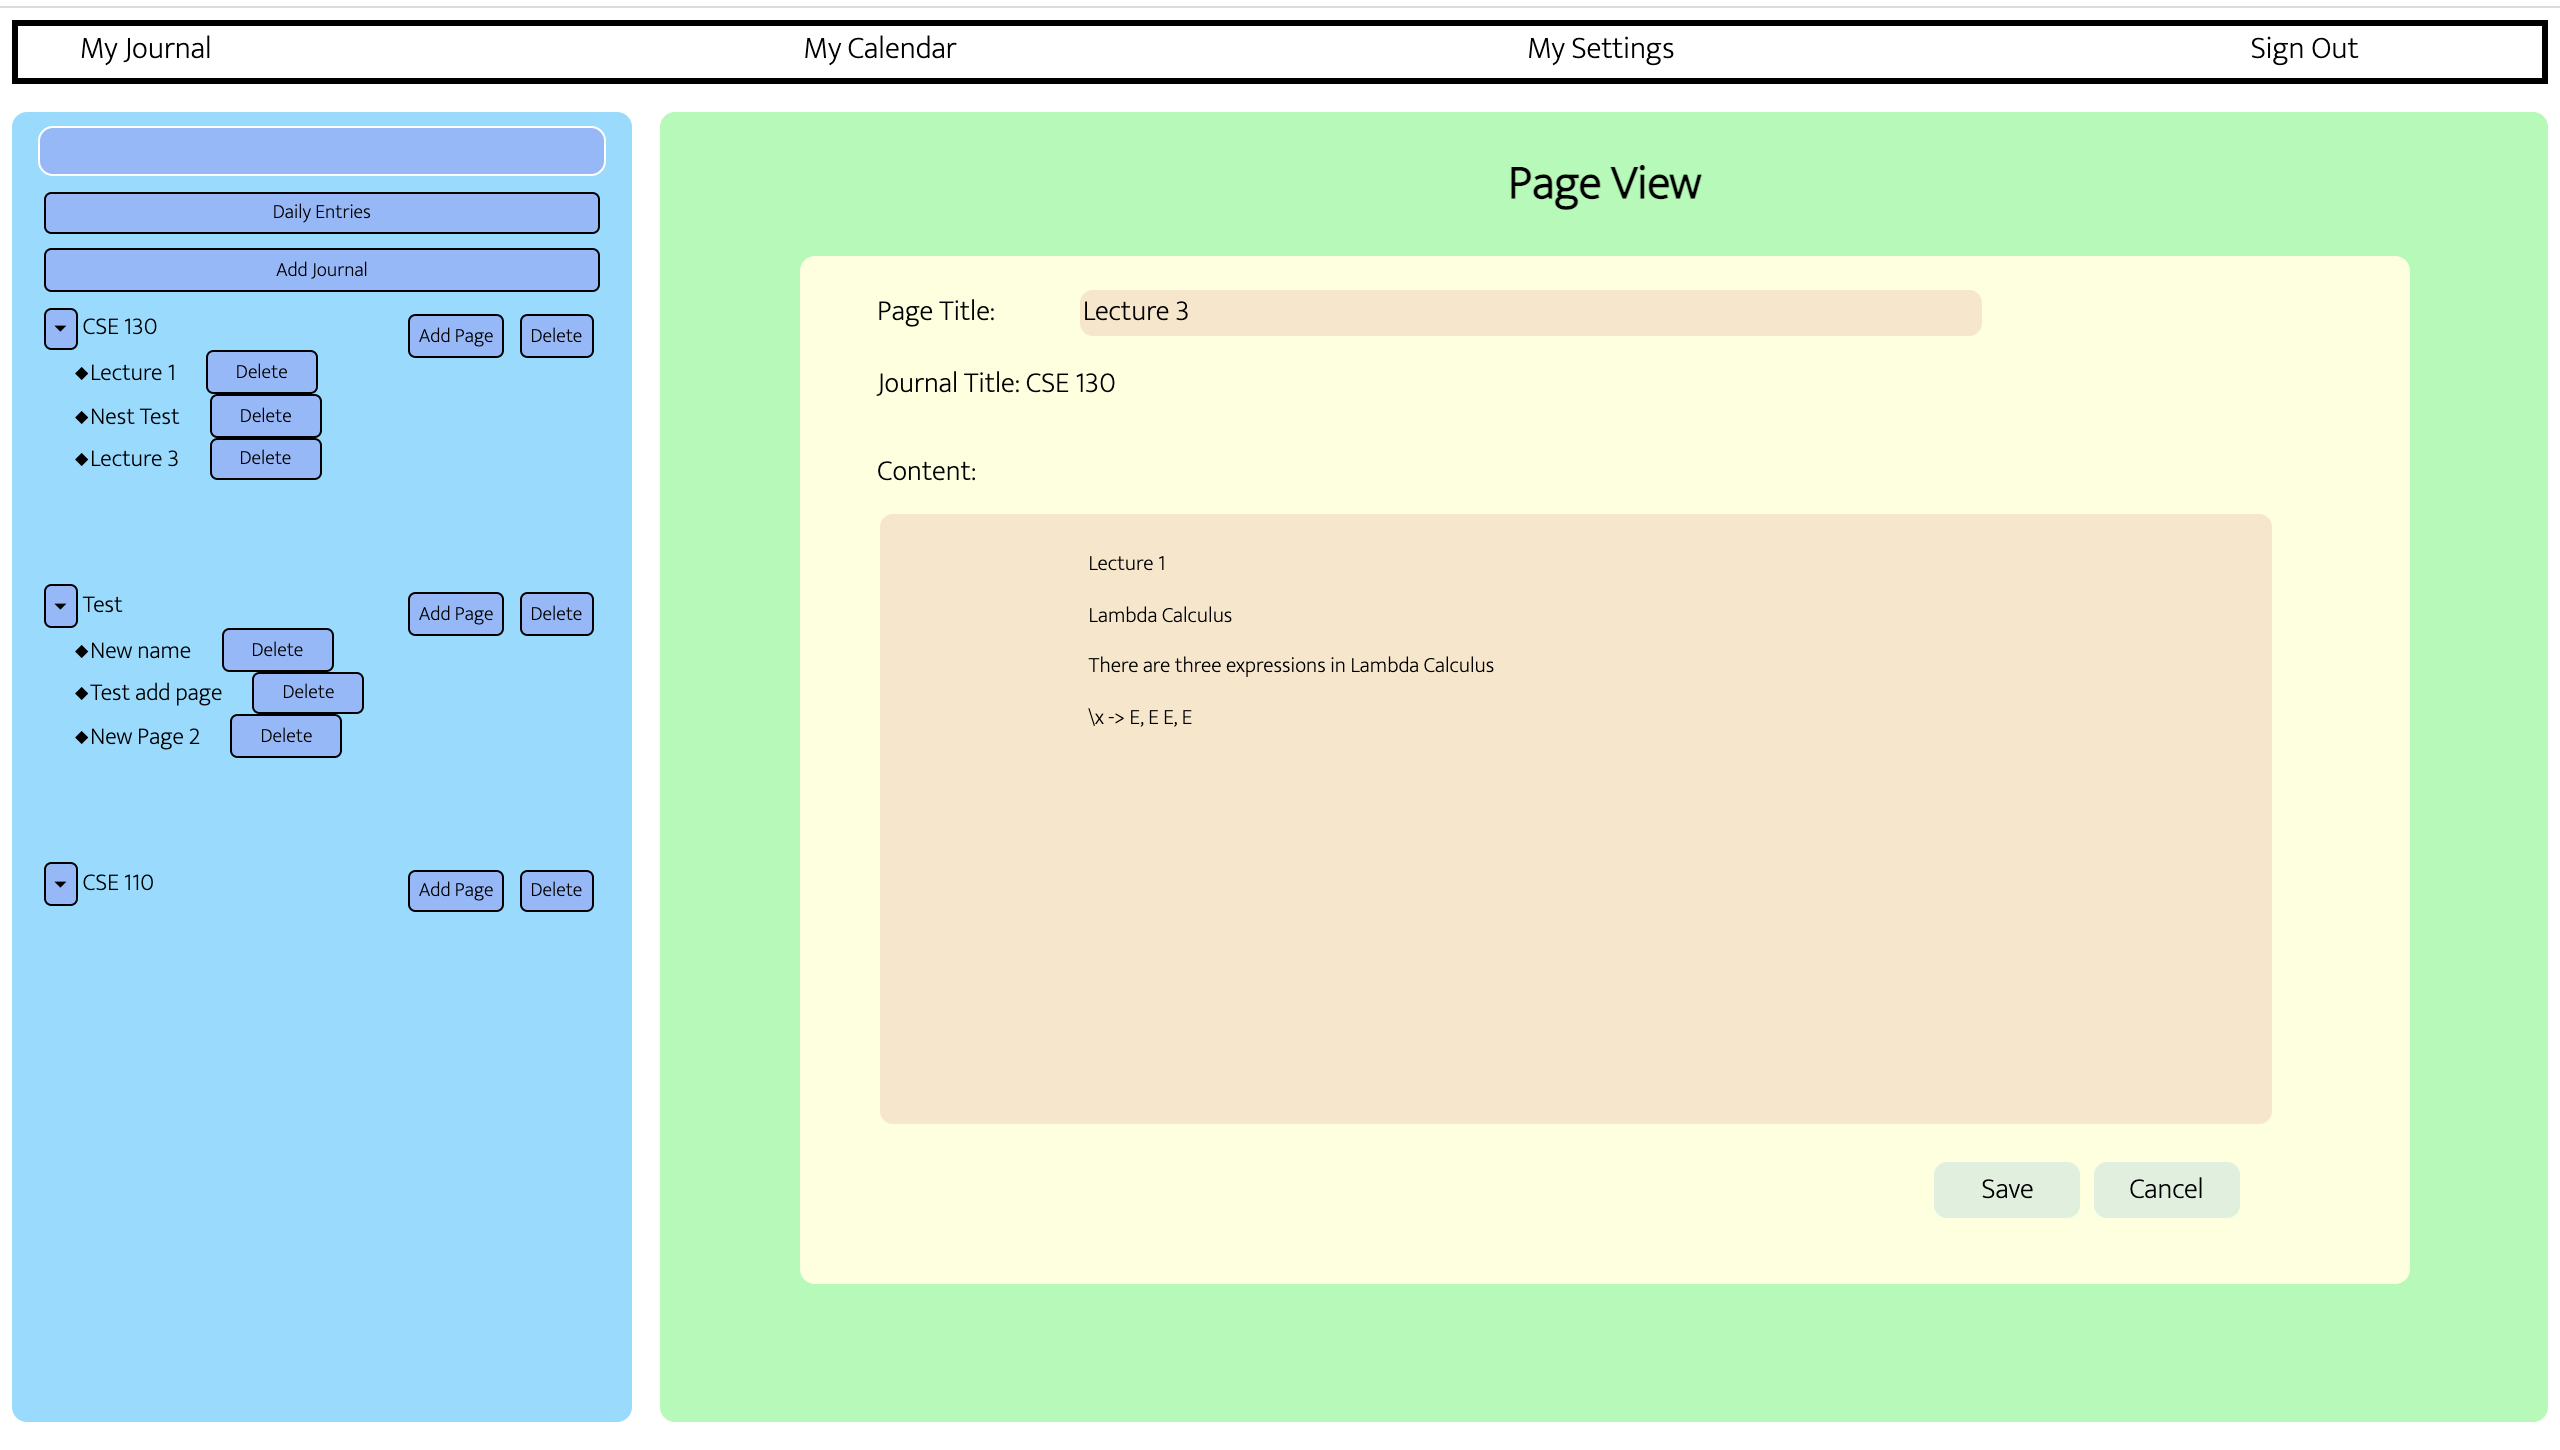 My Journal My Calendar My Settings Sign Out
Daily Entries
Add Journal
CSE 130 Add Page Delete
◆Lecture 1 Delete
◆Nest Test Delete
◆Lecture 3 Delete
Test Add Page Delete
◆New name Delete
◆Test add page Delete
◆New Page 2 Delete
CSE 110 Add Page Delete
Page View
Page Title: Lecture 3
Journal Title: CSE 130
Content:
Lecture 1
Lambda Calculus
There are three expressions in Lambda Calculus
\x -> E, E E, E
Save Cancel